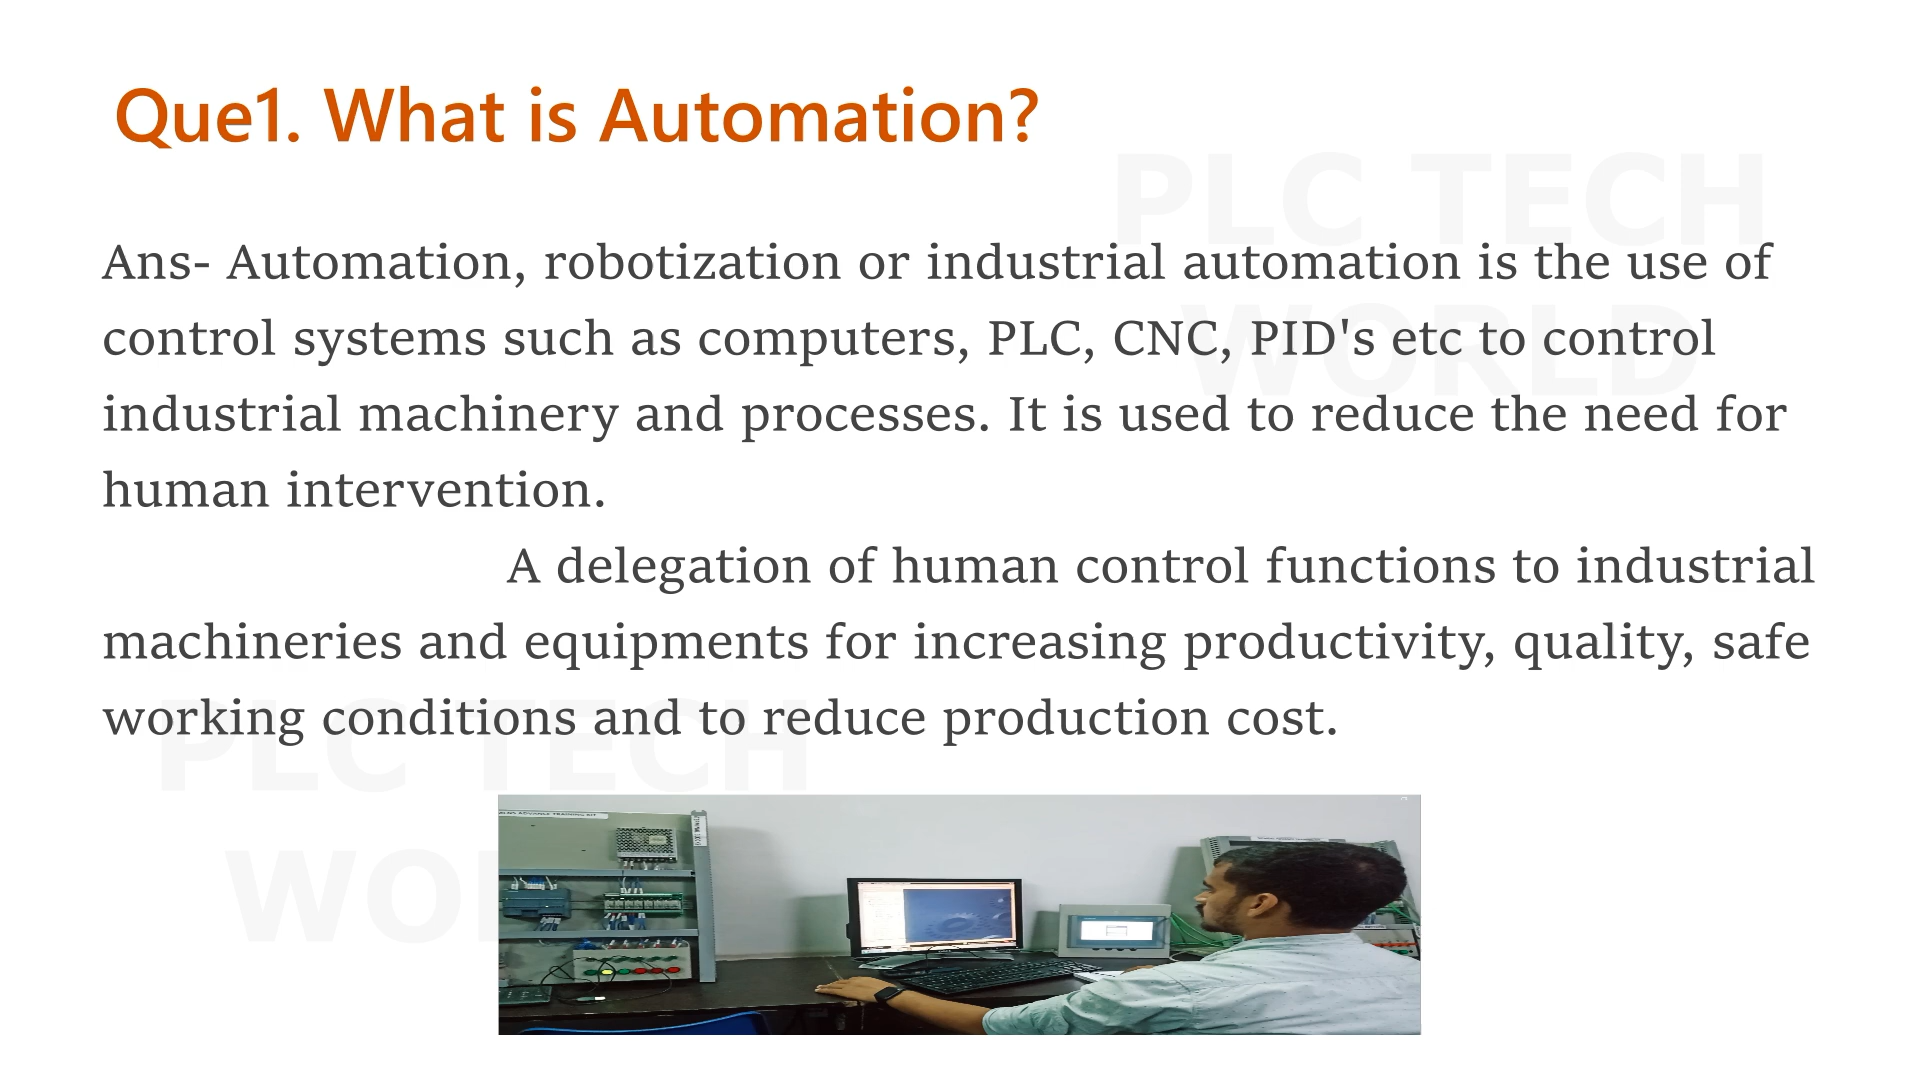 Que1. What is Automation?
PLC TECH
WORLD
Ans- Automation, robotization or industrial automation is the use of
control systems such as computers, PLC, CNC, PID's etc to control
industrial machinery and processes. It is used to reduce the need for
human intervention.
A delegation of human control functions to industrial
machineries and equipments for increasing productivity, quality, safe
working conditions and to reduce production cost.
PLC TECH
WO